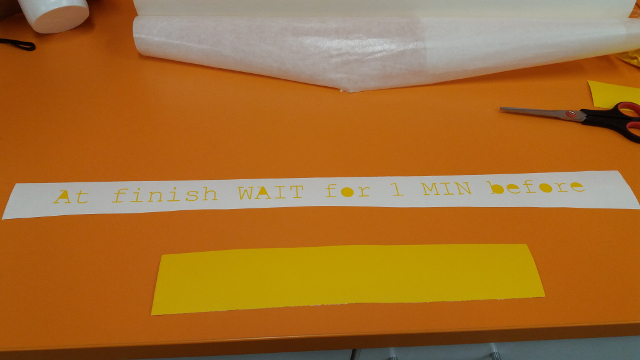 At finish WAIT for 1 MIN before